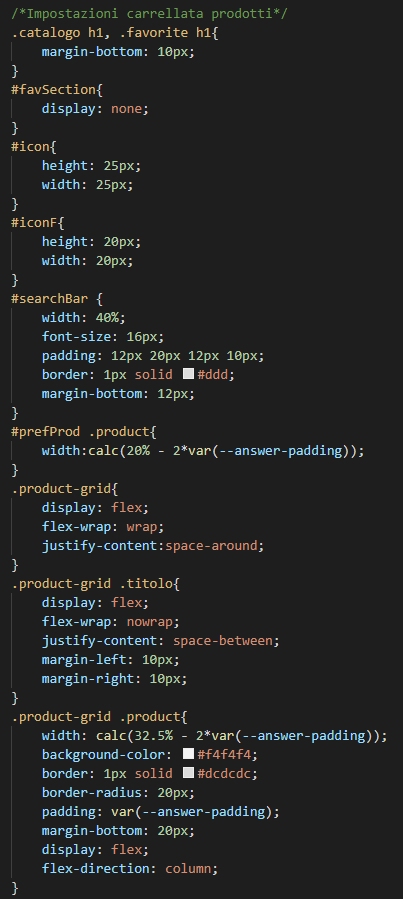 /*Impostazioni carrellata prodotti*/
.catalogo h1, .favorite h1{
    margin-bottom: 10px;
}
#favSection{
    display: none;
}
#icon{
    height: 25px;
    width: 25px;
}
#iconF{
    height: 20px;
    width: 20px;
}
#searchBar {
    width: 40%;
    font-size: 16px;
    padding: 12px 20px 12px 10px;
    border: 1px solid #ddd;
    margin-bottom: 12px;
}
#prefProd .product{
    width:calc(20% - 2*var(--answer-padding));
}
.product-grid{
    display: flex;
    flex-wrap: wrap;
    justify-content:space-around;
}
.product-grid .titolo{
    display: flex;
    flex-wrap: nowrap;
    justify-content: space-between;
    margin-left: 10px;
    margin-right: 10px;
}
.product-grid .product{
    width: calc(32.5% - 2*var(--answer-padding));
    background-color: #f4f4f4;
    border: 1px solid #dcdcdc;
    border-radius: 20px;
    padding: var(--answer-padding);
    margin-bottom: 20px;
    display: flex;
    flex-direction: column;
}